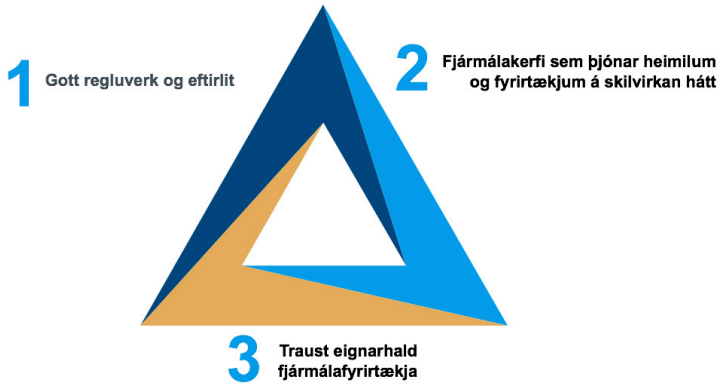 1 Gott regluverk og eftirlit
2 Fjármálakerfi sem þjónar heimilum
og fyrirtækjum á skilvirkan hátt
3 Traust eignarhald
fjármálafyrirtækja